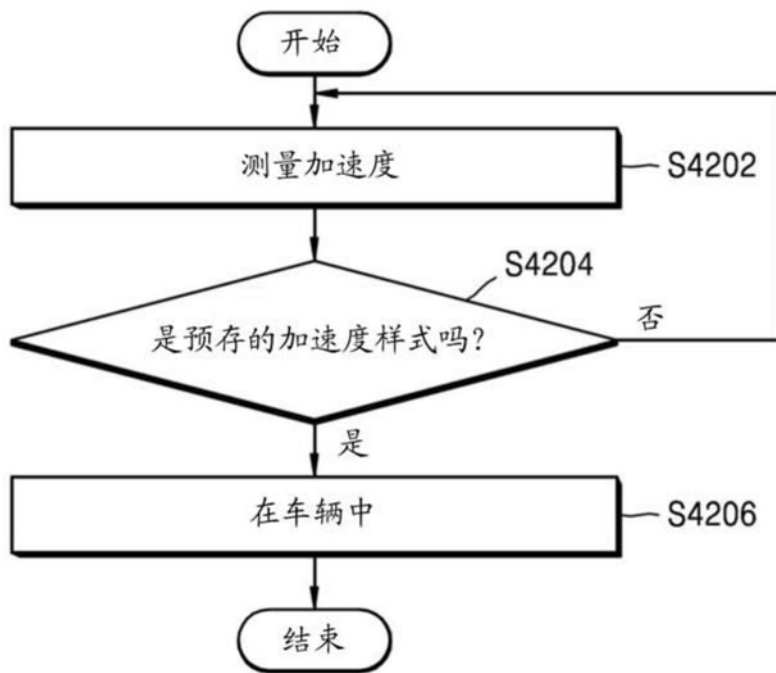 开始
测量加速度
S4202
S4204
是预存的加速度样式吗?
否
是
在车辆中
S4206
结束